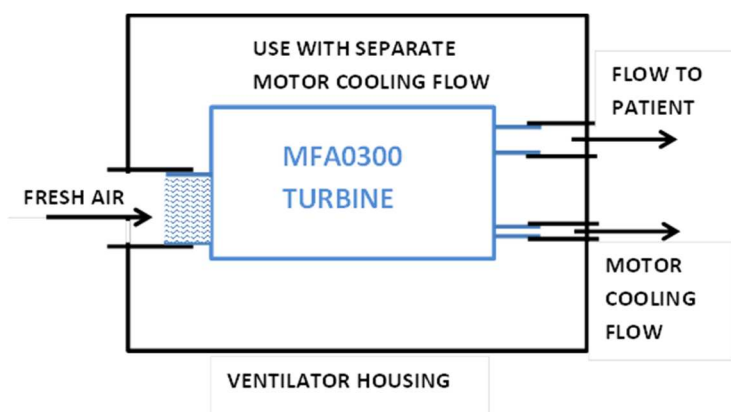 USE WITH SEPARATE
MOTOR COOLING FLOW
FLOW TO
PATIENT
MFA0300
TURBINE
FRESH AIR
MOTOR
COOLING
FLOW
VENTILATOR HOUSING